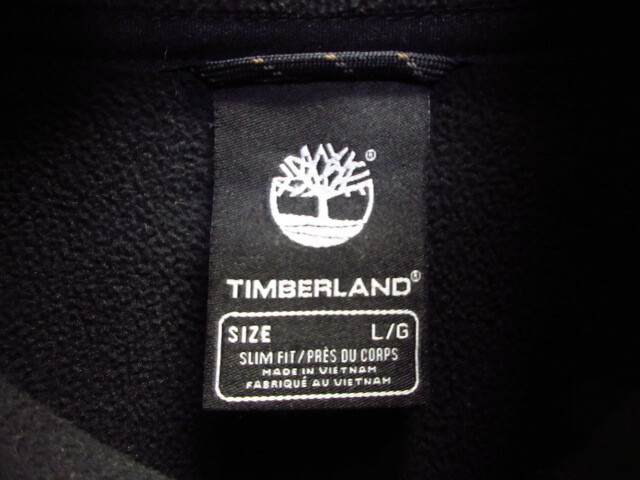 ®
TIMBERLAND®
SIZE L/G
SLIM FIT/PRÈS DU CORPS
MADE IN VIETNAM
FABRIQUÉ AU VIETNAM